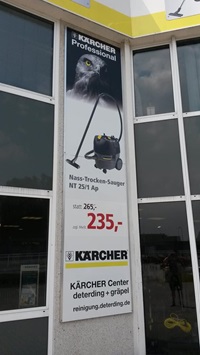 KÄRCHER
Professional
Nass-Trocken-Sauger
NT 25/1 Ap
statt 265,-
235,-
KÄRCHER
KÄRCHER Center
deterding+gräpel
reinigung.deterding.de